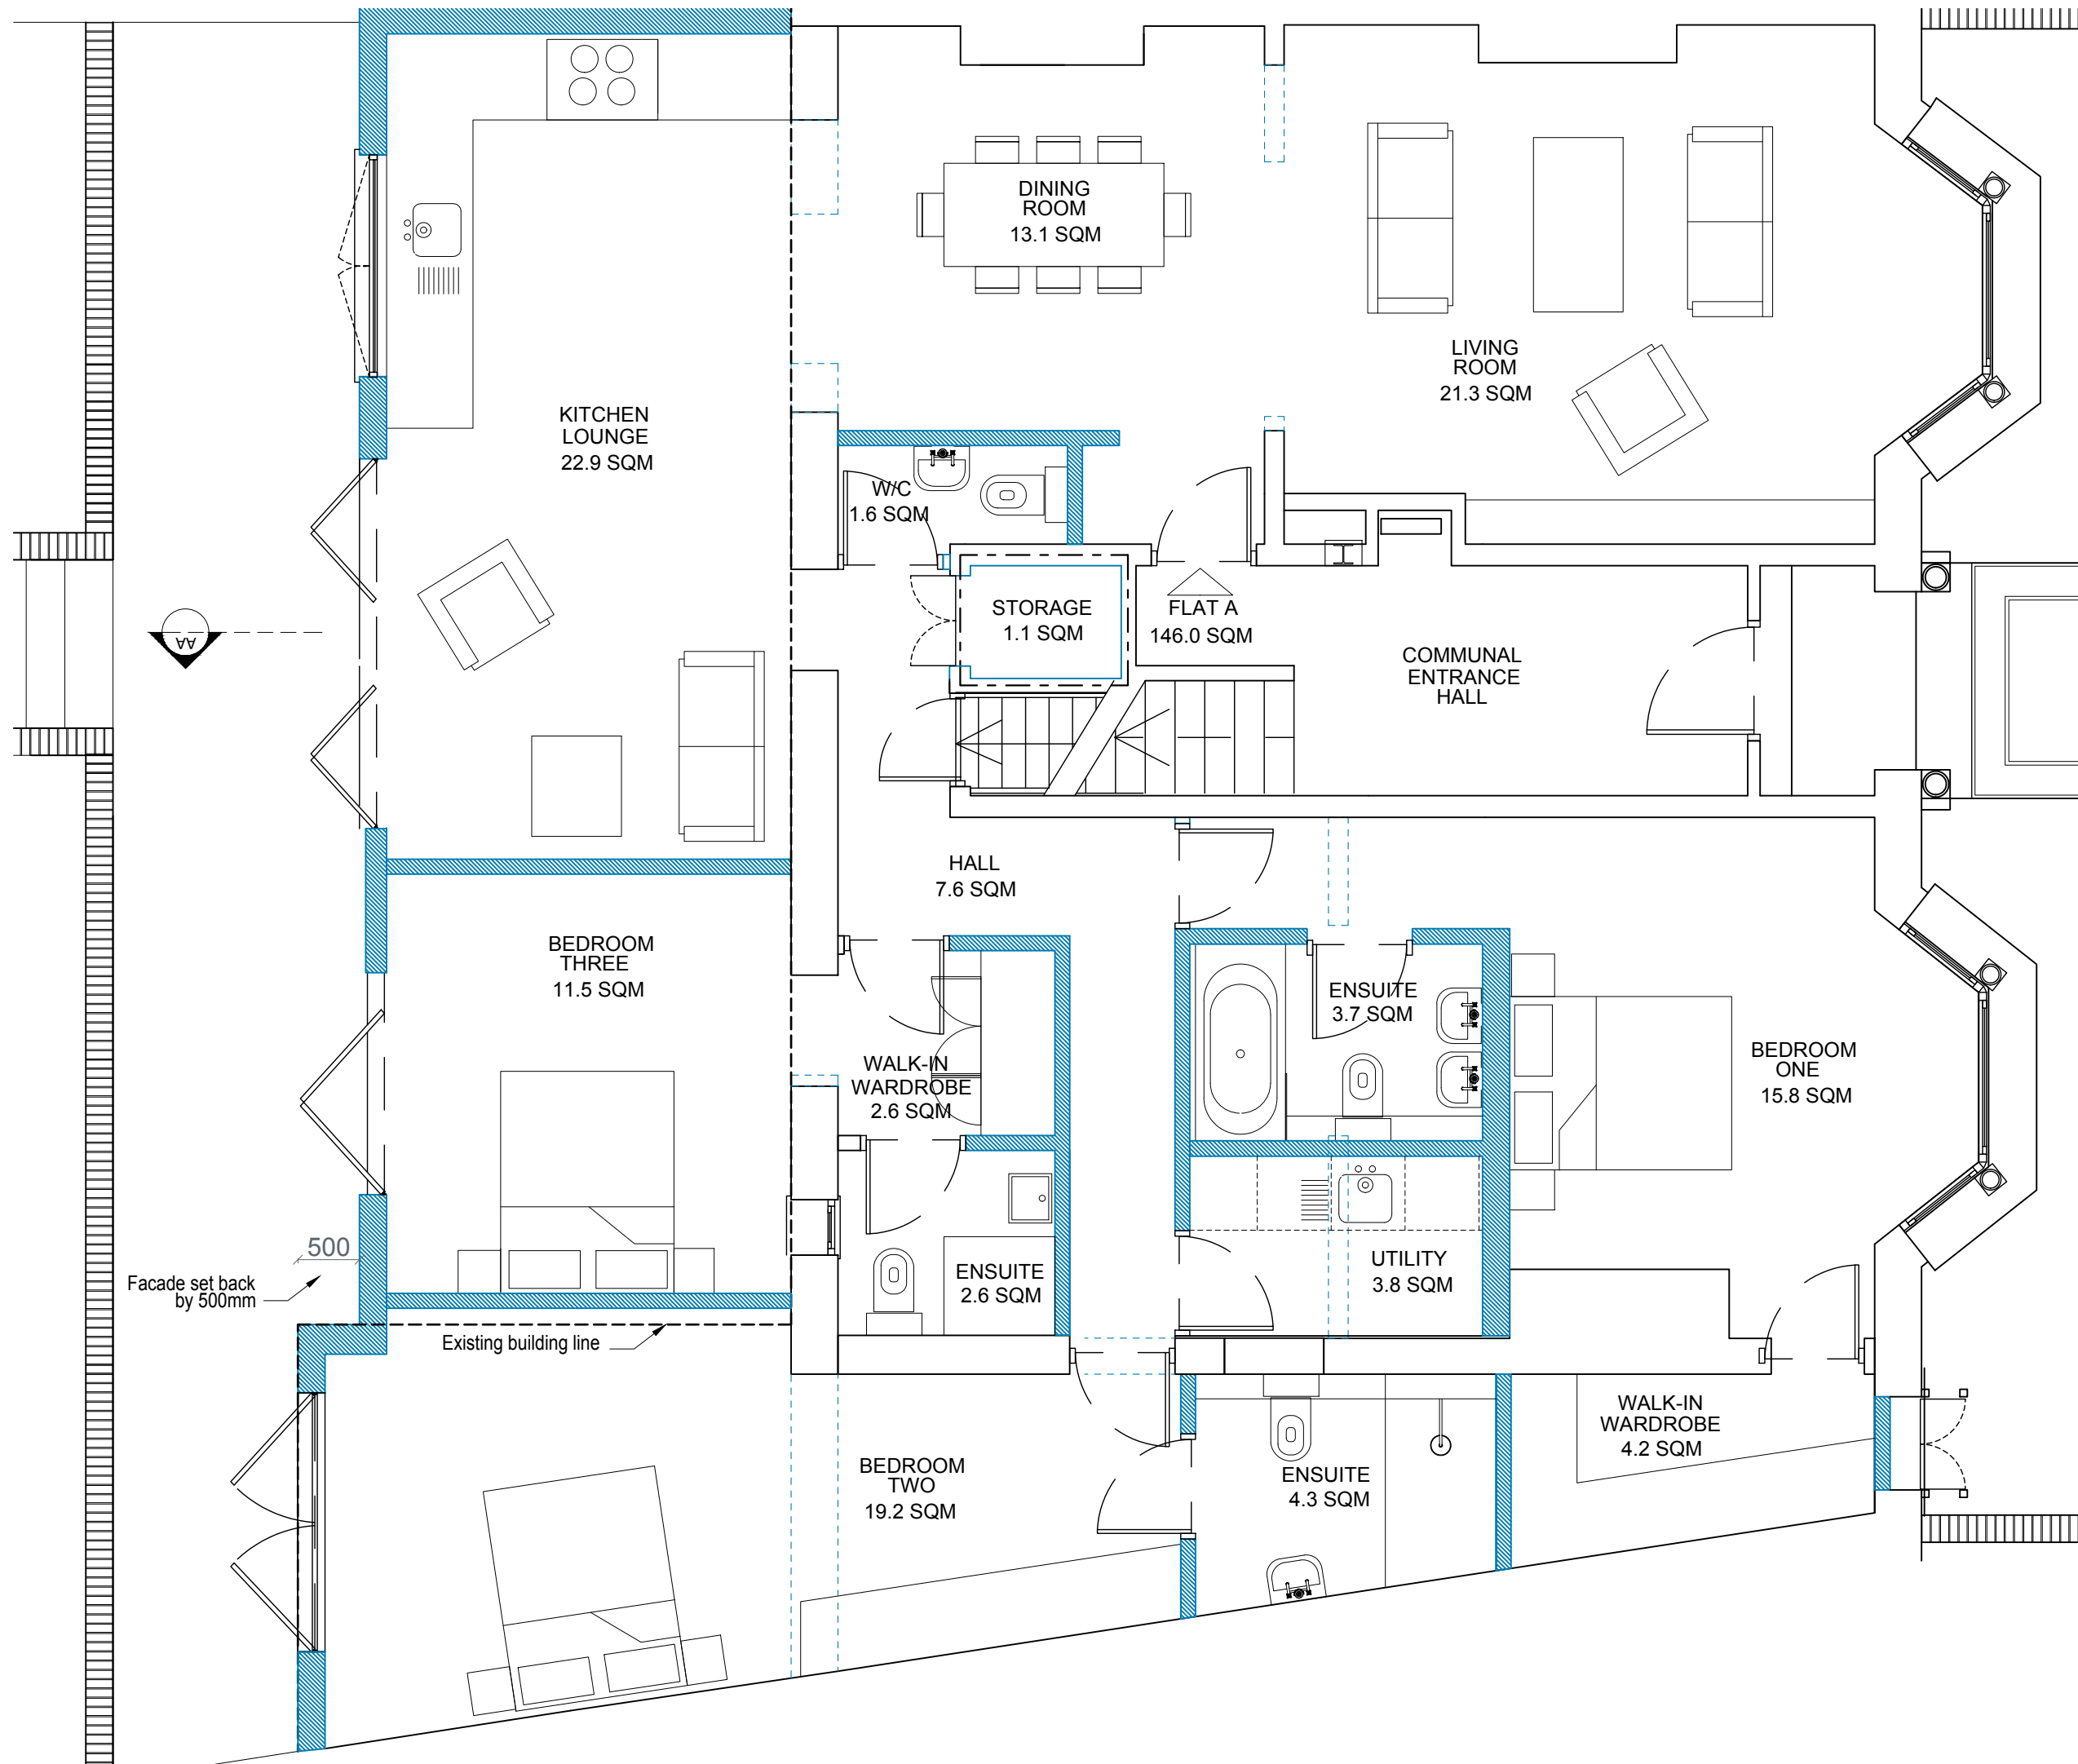 DINING
ROOM
13.1 SQM
LIVING
ROOM
21.3 SQM
KITCHEN
LOUNGE
22.9 SQM
W/C
1.6 SQM
STORAGE
1.1 SQM
FLAT A
146.0 SQM
COMMUNAL
ENTRANCE
HALL
AA
HALL
7.6 SQM
BEDROOM
THREE
11.5 SQM
ENSUITE
3.7 SQM
WALK-IN
WARDROBE
2.6 SQM
BEDROOM
ONE
15.8 SQM
500
Facade set back
by 500mm
ENSUITE
2.6 SQM
UTILITY
3.8 SQM
Existing building line
BEDROOM
TWO
19.2 SQM
ENSUITE
4.3 SQM
WALK-IN
WARDROBE
4.2 SQM